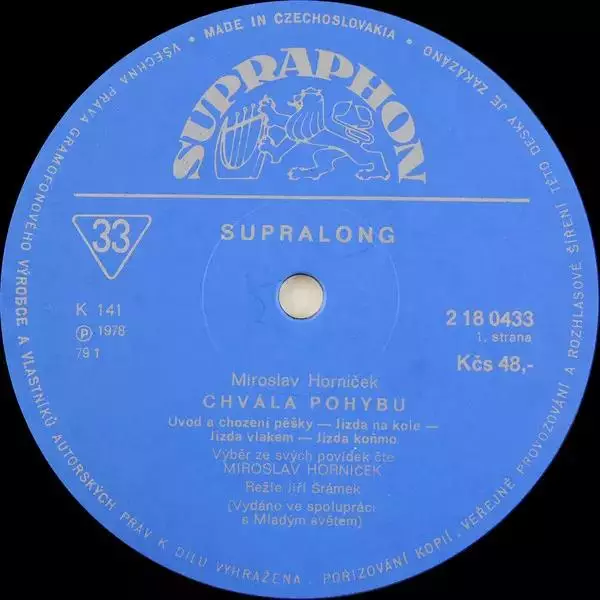 • MADE IN CZECHOSLOVAKIA •
SUPRAPHON
33
SUPRALONG
K 141
Ⓟ 1978
79 1
2 18 0433
1. strana
Kčs 48,-
Miroslav Horníček
CHVÁLA POHYBU
Úvod a chození pěšky — Jízda na kole —
Jízda vlakem — Jízda koňmo
Výběr ze svých povídek čte
MIROSLAV HORNÍČEK
Režie Jiří Šrámek
(Vydáno ve spolupráci
s Mladým světem)
VŠECHNA PRÁVA GRAMOFONOVÉHO VÝROBCE A VLASTNÍKŮ AUTORSKÝCH PRÁV K DÍLU VYHRAŽENA. POŘIZOVÁNÍ KOPIÍ, VEŘEJNÉ PROVOZOVÁNÍ A ROZHLASOVÉ ŠÍŘENÍ TÉTO DESKY JE ZAKÁZÁNO